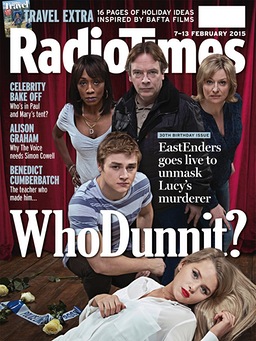 Travel
TRAVEL EXTRA
16 PAGES OF HOLIDAY IDEAS
INSPIRED BY BAFTA FILMS
RadioTimes
7–13 FEBRUARY 2015
CELEBRITY
BAKE OFF
Who's in Paul
and Mary's tent?
ALISON
GRAHAM
Why The Voice
needs Simon Cowell
BENEDICT
CUMBERBATCH
The teacher who
made him...
30TH BIRTHDAY ISSUE
EastEnders
goes live to
unmask
Lucy's
murderer
WhoDunnit?